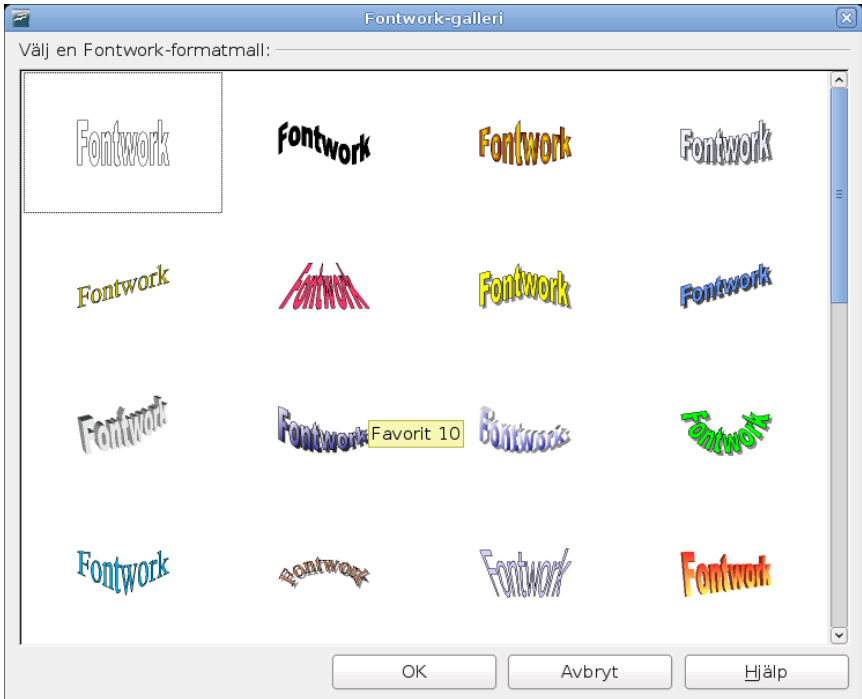 Fontwork-galleri
Välj en Fontwork-formatmall:
Fontwork Fontwork Fontwork Fontwork
Fontwork Fontwork Fontwork Fontwork
Fontwork Fontwork Favorit 10 Fontwork Fontwork
Fontwork Fontwork Fontwork Fontwork
OK Avbryt Hjälp